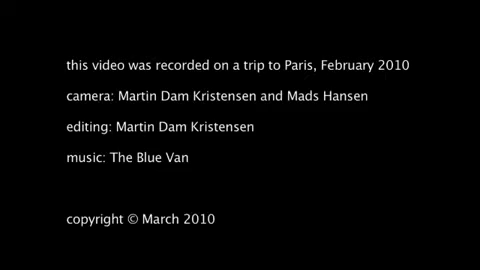 this video was recorded on a trip to Paris, February 2010
camera: Martin Dam Kristensen and Mads Hansen
editing: Martin Dam Kristensen
music: The Blue Van
copyright © March 2010